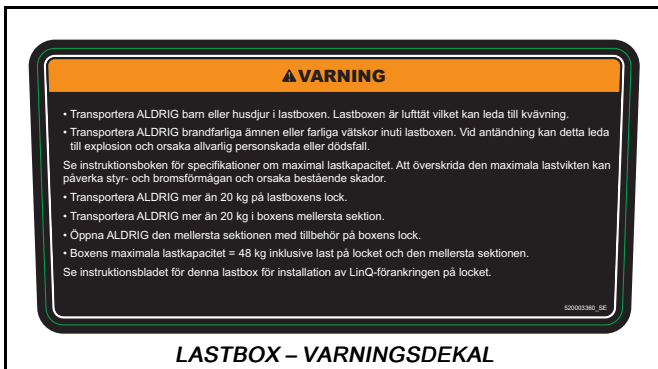 ⚠VARNING
• Transportera ALDRIG barn eller husdjur i lastboxen. Lastboxen är lufttät vilket kan leda till kvävning.
• Transportera ALDRIG brandfarliga ämnen eller farliga vätskor inuti lastboxen. Vid antändning kan detta leda
till explosion och orsaka allvarlig personskada eller dödsfall.
Se instruktionsboken för specifikationer om maximal lastkapacitet. Att överskrida den maximala lastvikten kan
påverka styr- och bromsförmågan och orsaka bestående skador.
• Transportera ALDRIG mer än 20 kg på lastboxens lock.
• Transportera ALDRIG mer än 20 kg i boxens mellersta sektion.
• Öppna ALDRIG den mellersta sektionen med tillbehör på boxens lock.
• Boxens maximala lastkapacitet = 48 kg inklusive last på locket och den mellersta sektionen.
Se instruktionsbladet för denna lastbox för installation av LinQ-förankringen på locket.
520003360_SE
LASTBOX – VARNINGSDEKAL